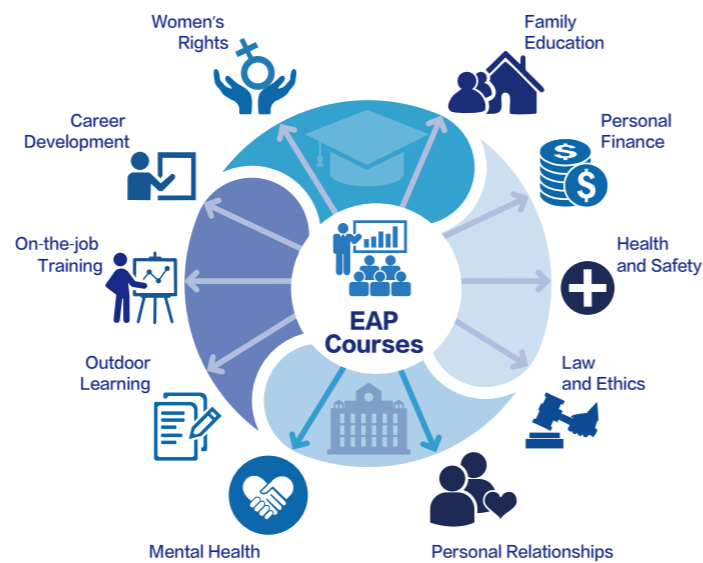 Women's
Rights
Family
Education
Career
Development
Personal
Finance
On-the-job
Training
Health
and Safety
EAP
Courses
Outdoor
Learning
Law
and Ethics
Mental Health
Personal Relationships